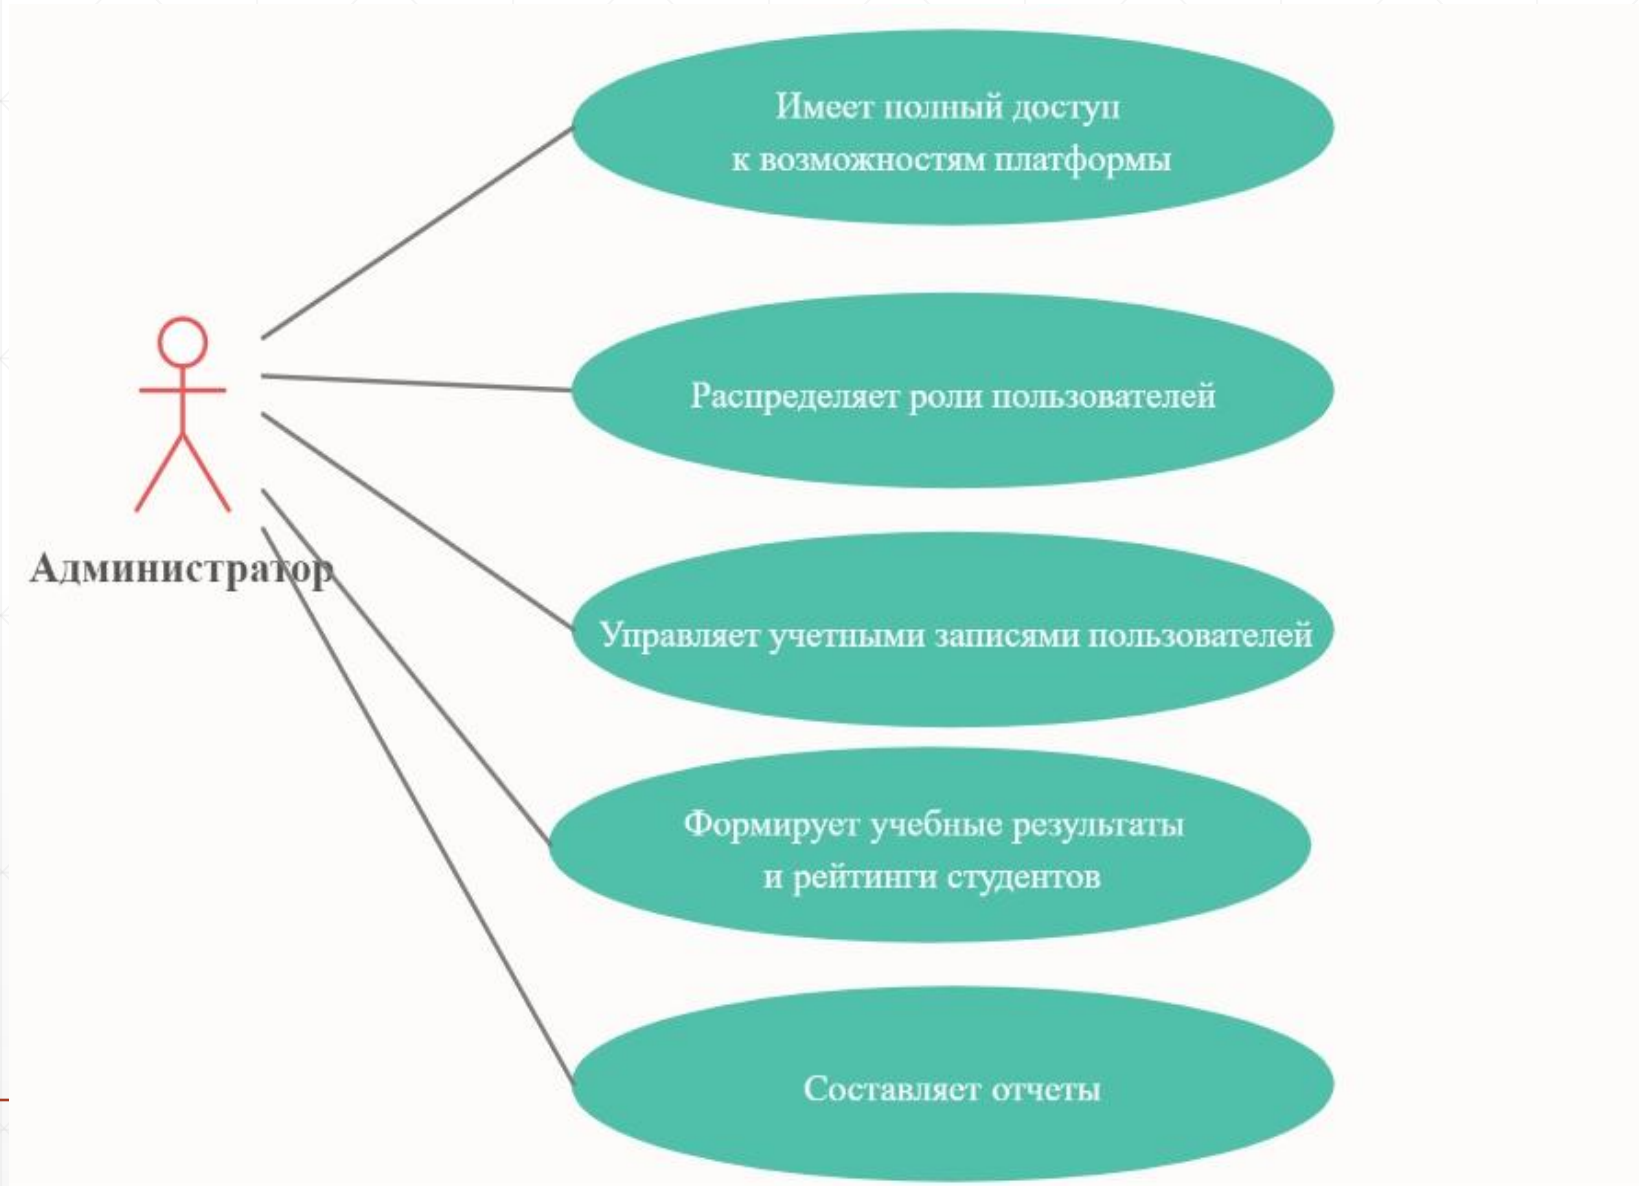 Имеет полный доступ
к возможностям платформы
Распределяет роли пользователей
Администратор
Управляет учетными записями пользователей
Формирует учебные результаты
и рейтинги студентов
Составляет отчеты